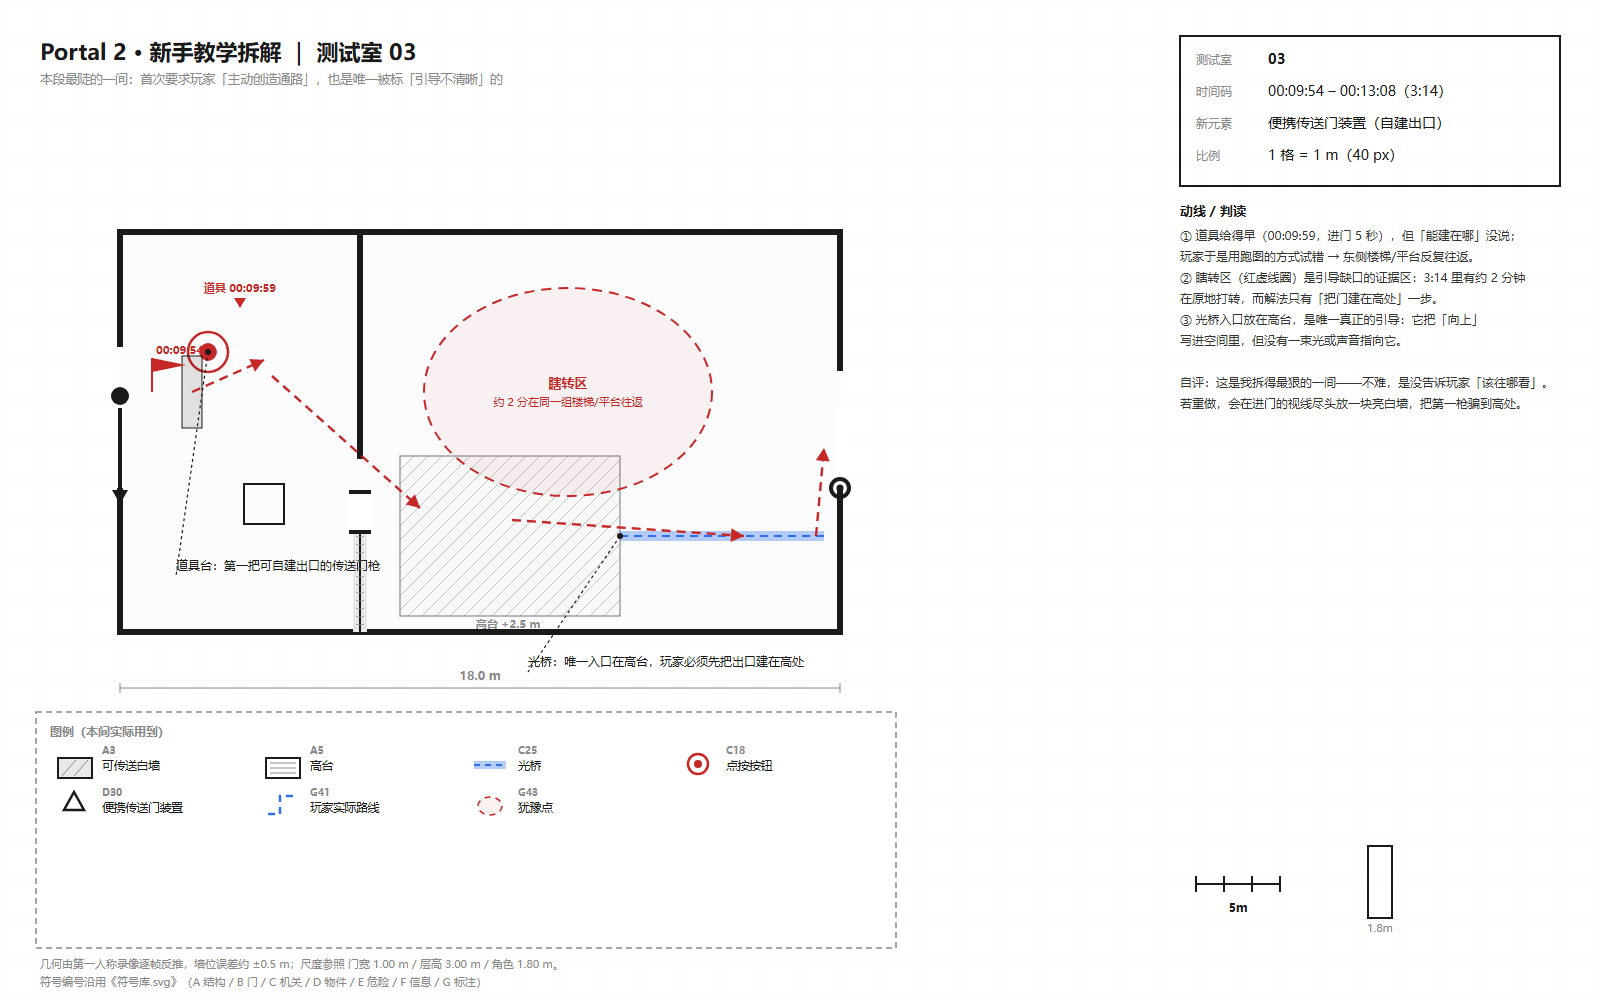 Portal 2 • 新手教学拆解 ｜ 测试室 03
本段最陡的一间：首次要求玩家「主动创造通路」，也是唯一被标「引导不清晰」的
测试室 03
时间码 00:09:54 – 00:13:08（3:14）
新元素 便携传送门装置（自建出口）
比例 1 格 = 1 m（40 px）
动线 / 判读
① 道具给得早（00:09:59，进门 5 秒），但「能建在哪」没说；
玩家于是用跑图的方式试错 → 东侧楼梯/平台反复往返。
② 瞎转区（红虚线圈）是引导缺口的证据区：3:14 里有约 2 分钟
在原地打转，而解法只有「把门建在高处」一步。
③ 光桥入口放在高台，是唯一真正的引导：它把「向上」
写进空间里，但没有一束光或声音指向它。
自评：这是我拆得最狠的一间——不难，是没告诉玩家「该往哪看」。
若重做，会在进门的视线尽头放一块亮白墙，把第一枪骗到高处。
道具 00:09:59
00:09:54
瞎转区
约 2 分在同一组楼梯/平台往返
道具台：第一把可自建出口的传送门枪
高台 +2.5 m
光桥：唯一入口在高台，玩家必须先把出口建在高处
18.0 m
图例（本间实际用到）
A3
可传送白墙
A5
高台
C25
光桥
C18
点按按钮
D30
便携传送门装置
G41
玩家实际路线
G43
犹豫点
5m
1.8m
几何由第一人称录像逐帧反推，墙位误差约 ±0.5 m；尺度参照 门宽 1.00 m / 层高 3.00 m / 角色 1.80 m。
符号编号沿用《符号库.svg》（A 结构 / B 门 / C 机关 / D 物件 / E 危险 / F 信息 / G 标注）